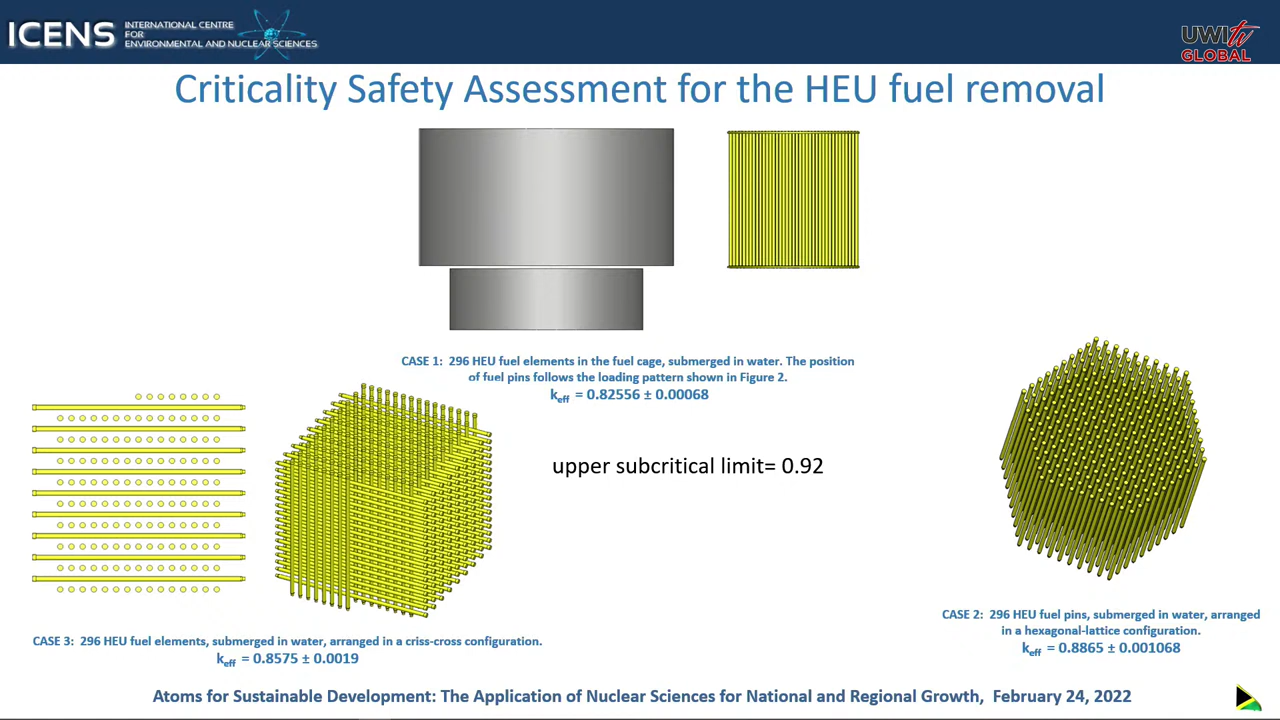 ICENS
INTERNATIONAL CENTRE
FOR
ENVIRONMENTAL AND NUCLEAR SCIENCES
UWItv
GLOBAL
Criticality Safety Assessment for the HEU fuel removal
CASE 1: 296 HEU fuel elements in the fuel cage, submerged in water. The position
of fuel pins follows the loading pattern shown in Figure 2.
keff = 0.82556 ± 0.00068
upper subcritical limit= 0.92
CASE 2: 296 HEU fuel pins, submerged in water, arranged
in a hexagonal-lattice configuration.
keff = 0.8865 ± 0.001068
CASE 3: 296 HEU fuel elements, submerged in water, arranged in a criss-cross configuration.
keff = 0.8575 ± 0.0019
Atoms for Sustainable Development: The Application of Nuclear Sciences for National and Regional Growth, February 24, 2022